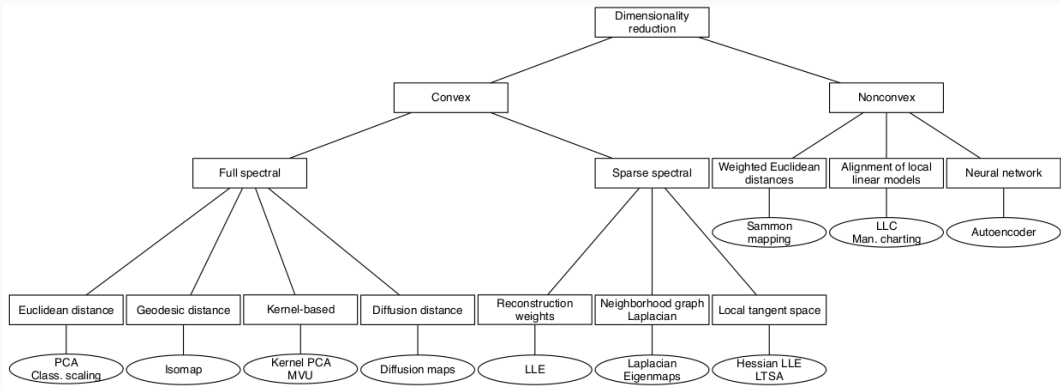 Dimensionality
reduction
Convex
Nonconvex
Full spectral
Sparse spectral
Weighted Euclidean
distances
Alignment of local
linear models
Neural network
Sammon
mapping
LLC
Man. charting
Autoencoder
Euclidean distance
Geodesic distance
Kernel-based
Diffusion distance
Reconstruction
weights
Neighborhood graph
Laplacian
Local tangent space
PCA
Class. scaling
Isomap
Kernel PCA
MVU
Diffusion maps
LLE
Laplacian
Eigenmaps
Hessian LLE
LTSA